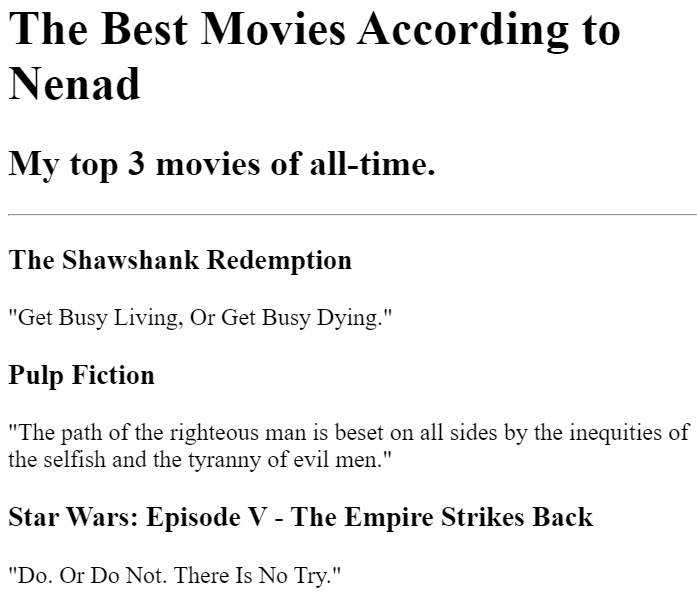 The Best Movies According to
Nenad
My top 3 movies of all-time.
The Shawshank Redemption
"Get Busy Living, Or Get Busy Dying."
Pulp Fiction
"The path of the righteous man is beset on all sides by the inequities of
the selfish and the tyranny of evil men."
Star Wars: Episode V - The Empire Strikes Back
"Do. Or Do Not. There Is No Try."